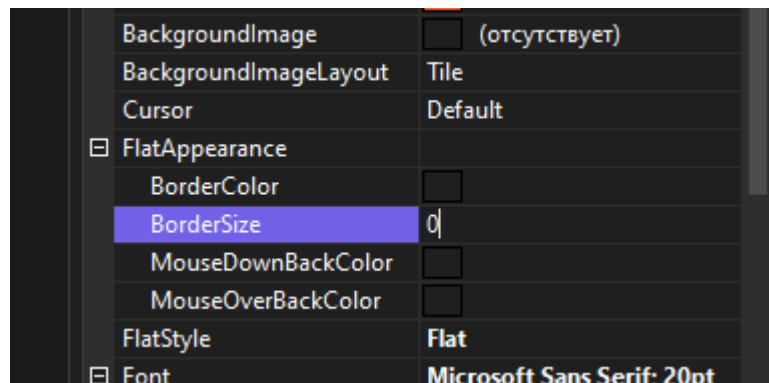 BackgroundImage (отсутствует)
BackgroundImageLayout Tile
Cursor Default
FlatAppearance
BorderColor
BorderSize 0
MouseDownBackColor
MouseOverBackColor
FlatStyle Flat
Font Microsoft Sans Serif; 20pt